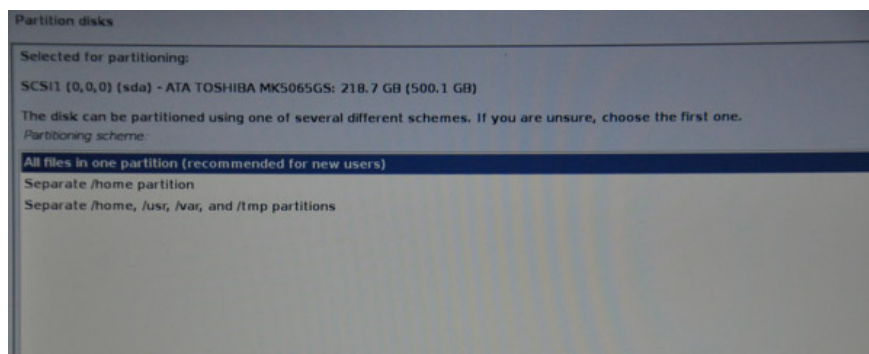 Partition disks
Selected for partitioning:
SCSI1 (0,0,0) (sda) - ATA TOSHIBA MK5065GS: 218.7 GB (500.1 GB)
The disk can be partitioned using one of several different schemes. If you are unsure, choose the first one.
Partitioning scheme:
All files in one partition (recommended for new users)
Separate /home partition
Separate /home, /usr, /var, and /tmp partitions